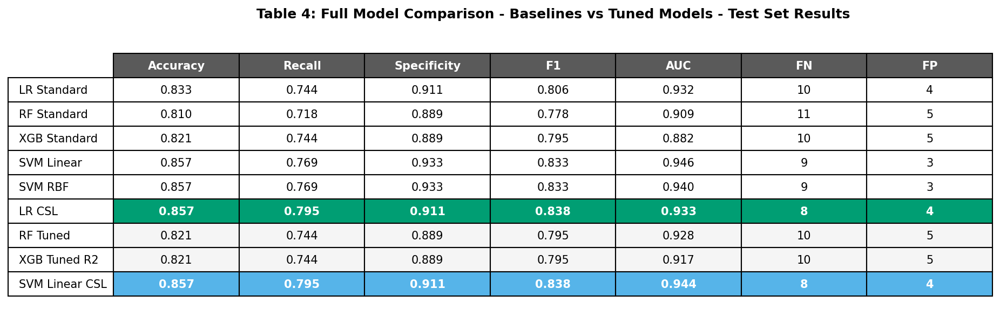 Table 4: Full Model Comparison - Baselines vs Tuned Models - Test Set Results
Accuracy Recall Specificity F1 AUC FN FP
LR Standard 0.833 0.744 0.911 0.806 0.932 10 4
RF Standard 0.810 0.718 0.889 0.778 0.909 11 5
XGB Standard 0.821 0.744 0.889 0.795 0.882 10 5
SVM Linear 0.857 0.769 0.933 0.833 0.946 9 3
SVM RBF 0.857 0.769 0.933 0.833 0.940 9 3
LR CSL 0.857 0.795 0.911 0.838 0.933 8 4
RF Tuned 0.821 0.744 0.889 0.795 0.928 10 5
XGB Tuned R2 0.821 0.744 0.889 0.795 0.917 10 5
SVM Linear CSL 0.857 0.795 0.911 0.838 0.944 8 4